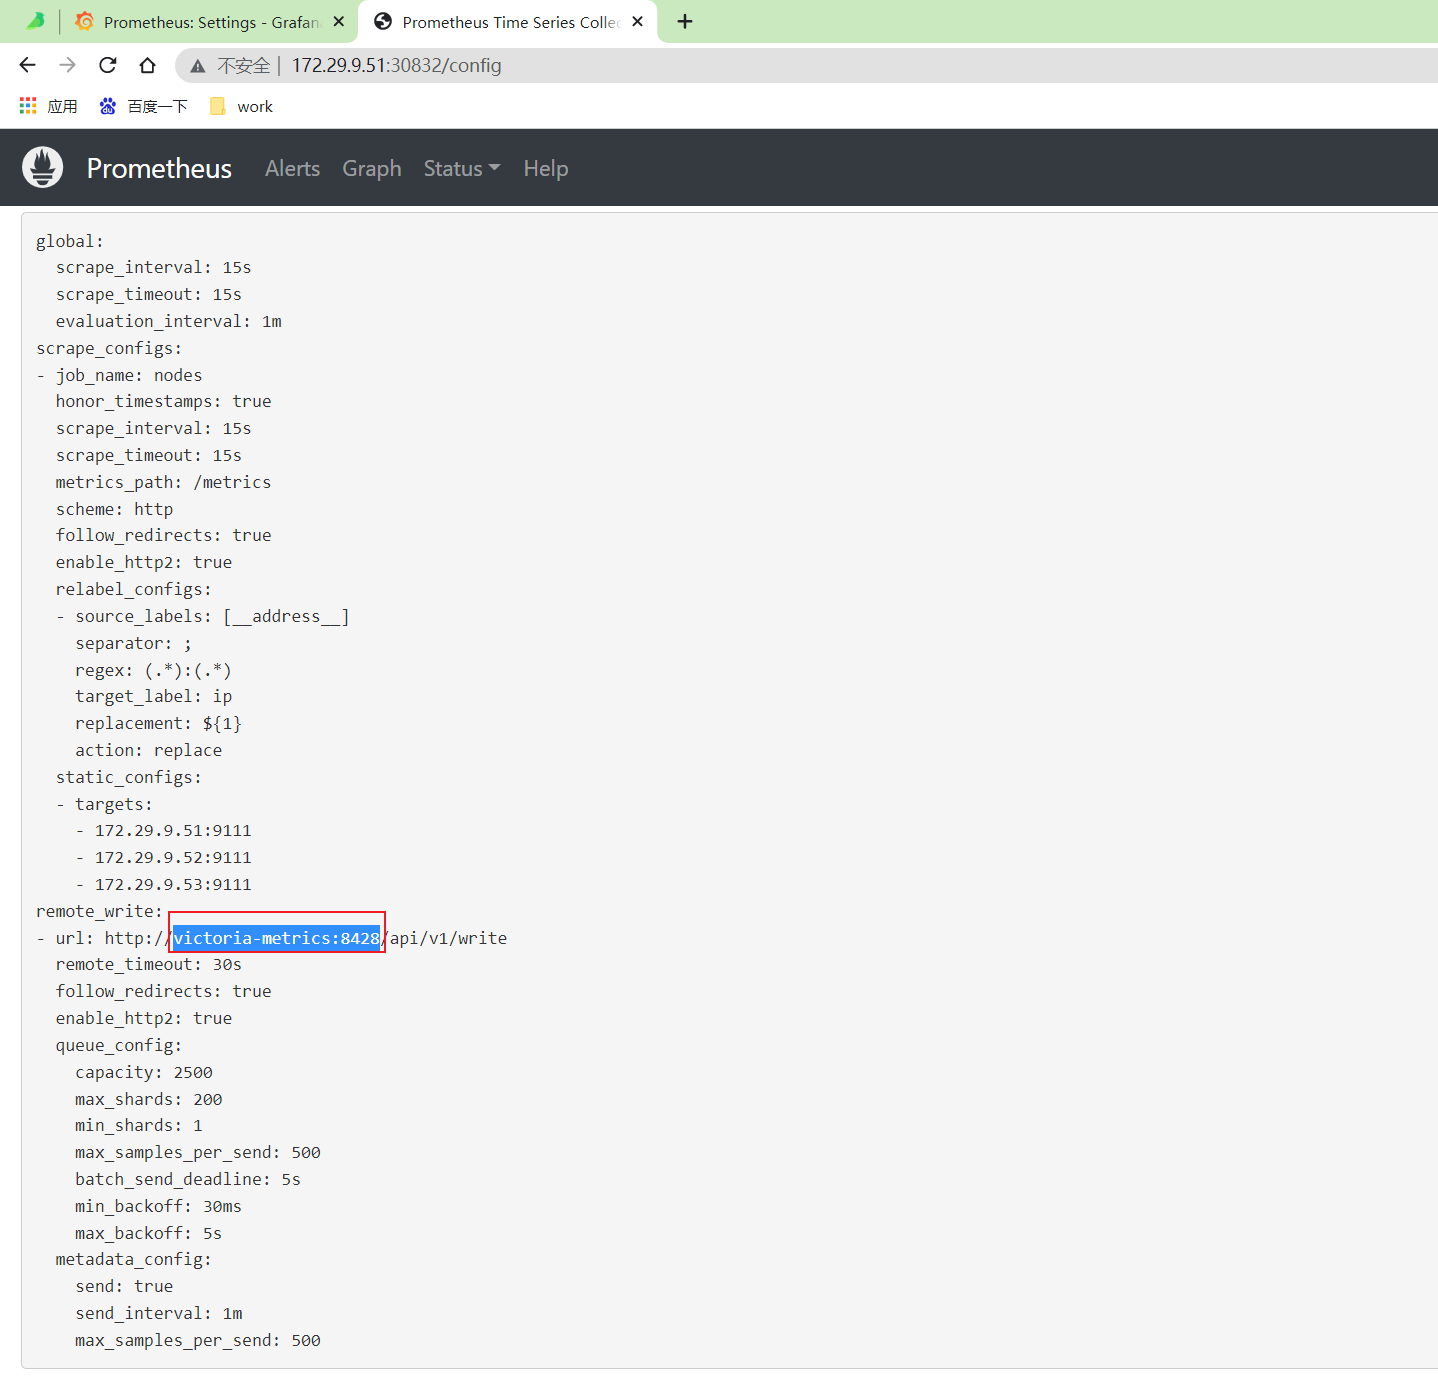 Prometheus: Settings - Grafan
Prometheus Time Series Collec
不安全 | 172.29.9.51:30832/config
应用 百度一下 work
Prometheus Alerts Graph Status Help
global:
  scrape_interval: 15s
  scrape_timeout: 15s
  evaluation_interval: 1m
scrape_configs:
- job_name: nodes
  honor_timestamps: true
  scrape_interval: 15s
  scrape_timeout: 15s
  metrics_path: /metrics
  scheme: http
  follow_redirects: true
  enable_http2: true
  relabel_configs:
  - source_labels: [__address__]
    separator: ;
    regex: (.*):(.*)
    target_label: ip
    replacement: ${1}
    action: replace
  static_configs:
  - targets:
    - 172.29.9.51:9111
    - 172.29.9.52:9111
    - 172.29.9.53:9111
remote_write:
- url: http://victoria-metrics:8428/api/v1/write
  remote_timeout: 30s
  follow_redirects: true
  enable_http2: true
  queue_config:
    capacity: 2500
    max_shards: 200
    min_shards: 1
    max_samples_per_send: 500
    batch_send_deadline: 5s
    min_backoff: 30ms
    max_backoff: 5s
  metadata_config:
    send: true
    send_interval: 1m
    max_samples_per_send: 500